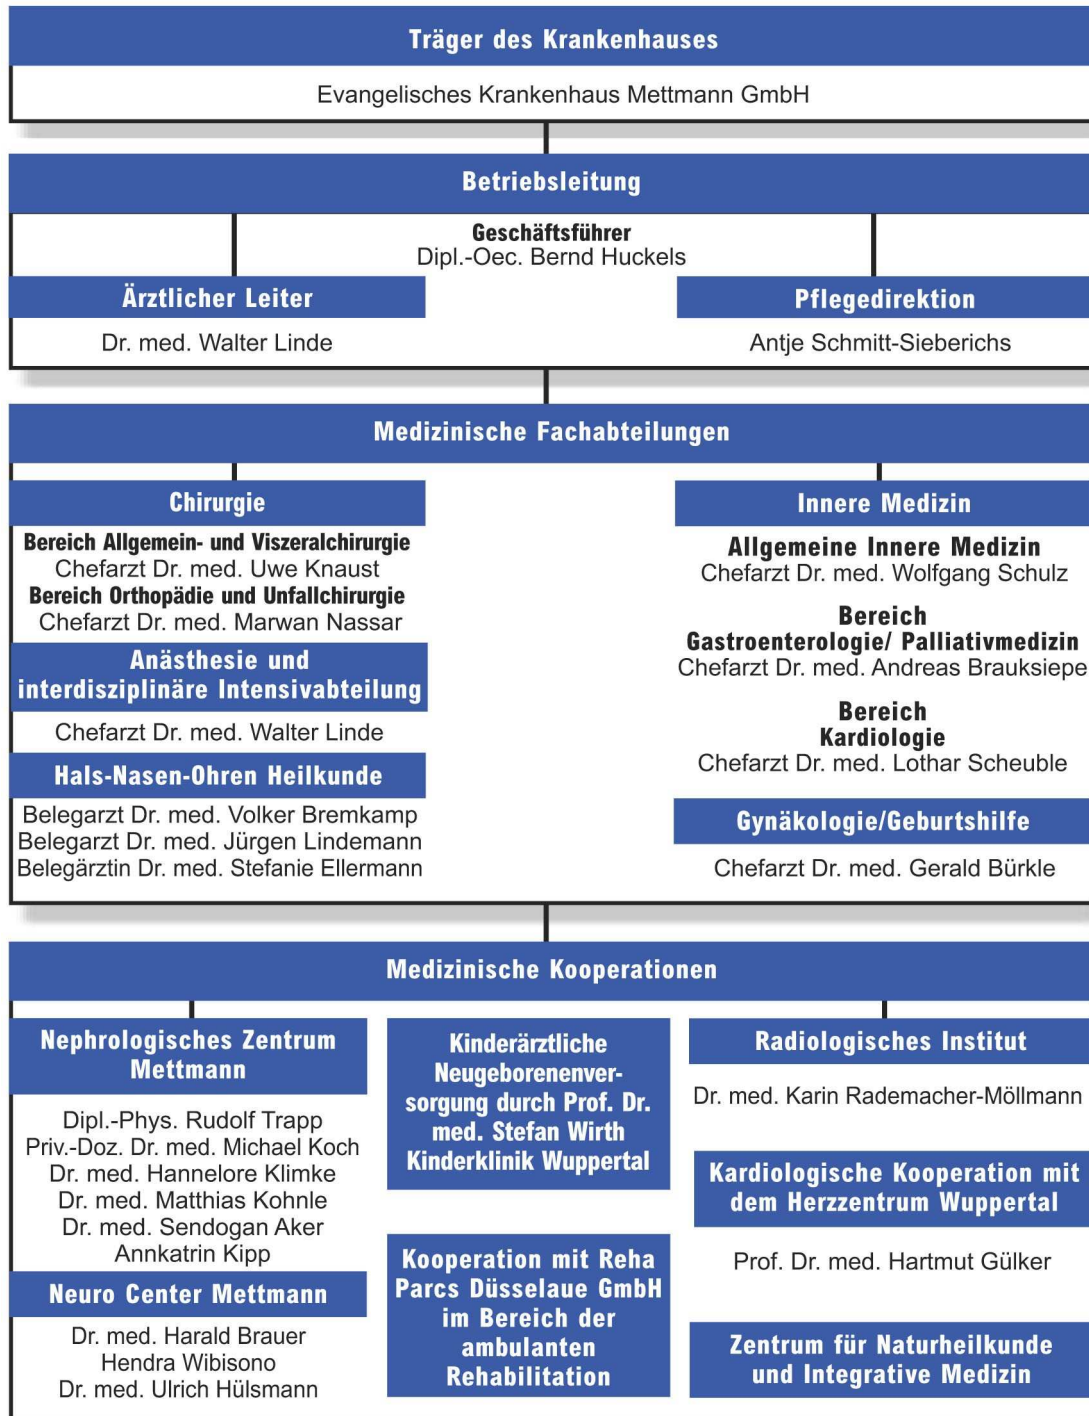 Träger des Krankenhauses
Evangelisches Krankenhaus Mettmann GmbH
Betriebsleitung
Geschäftsführer
Dipl.-Oec. Bernd Huckels
Ärztlicher Leiter
Dr. med. Walter Linde
Pflegedirektion
Antje Schmitt-Sieberichs
Medizinische Fachabteilungen
Chirurgie
Bereich Allgemein- und Viszeralchirurgie
Chefarzt Dr. med. Uwe Knaust
Bereich Orthopädie und Unfallchirurgie
Chefarzt Dr. med. Marwan Nassar
Anästhesie und
interdisziplinäre Intensivabteilung
Chefarzt Dr. med. Walter Linde
Hals-Nasen-Ohren Heilkunde
Belegarzt Dr. med. Volker Bremkamp
Belegarzt Dr. med. Jürgen Lindemann
Belegärztin Dr. med. Stefanie Ellermann
Innere Medizin
Allgemeine Innere Medizin
Chefarzt Dr. med. Wolfgang Schulz
Bereich
Gastroenterologie/ Palliativmedizin
Chefarzt Dr. med. Andreas Brauksiepe
Bereich
Kardiologie
Chefarzt Dr. med. Lothar Scheuble
Gynäkologie/Geburtshilfe
Chefarzt Dr. med. Gerald Bürkle
Medizinische Kooperationen
Nephrologisches Zentrum
Mettmann
Dipl.-Phys. Rudolf Trapp
Priv.-Doz. Dr. med. Michael Koch
Dr. med. Hannelore Klimke
Dr. med. Matthias Kohnle
Dr. med. Sendogan Aker
Annkatrin Kipp
Neuro Center Mettmann
Dr. med. Harald Brauer
Hendra Wibisono
Dr. med. Ulrich Hülsmann
Kinderärztliche
Neugeborenenver-
sorgung durch Prof. Dr.
med. Stefan Wirth
Kinderklinik Wuppertal
Kooperation mit Reha
Parcs Düsselaue GmbH
im Bereich der
ambulanten
Rehabilitation
Radiologisches Institut
Dr. med. Karin Rademacher-Möllmann
Kardiologische Kooperation mit
dem Herzzentrum Wuppertal
Prof. Dr. med. Hartmut Gülker
Zentrum für Naturheilkunde
und Integrative Medizin